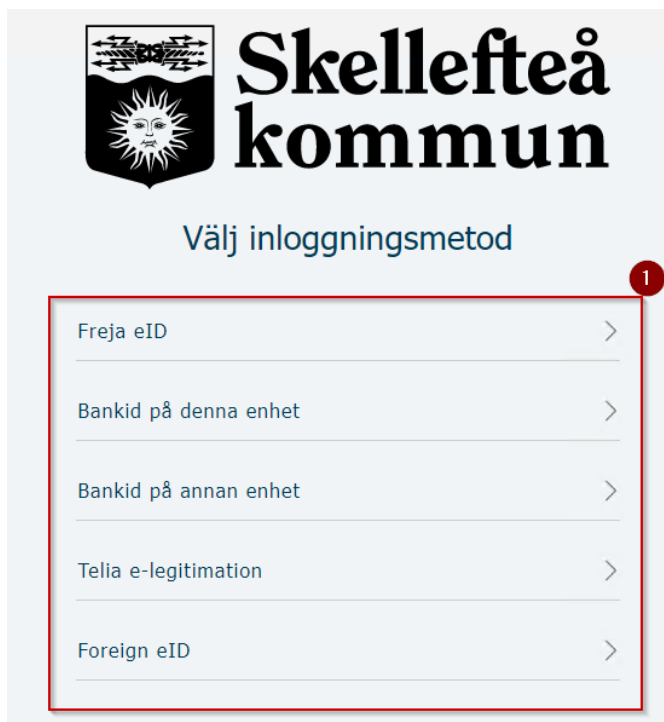 Skellefteå
kommun
Välj inloggningsmetod
1
Freja eID
Bankid på denna enhet
Bankid på annan enhet
Telia e-legitimation
Foreign eID